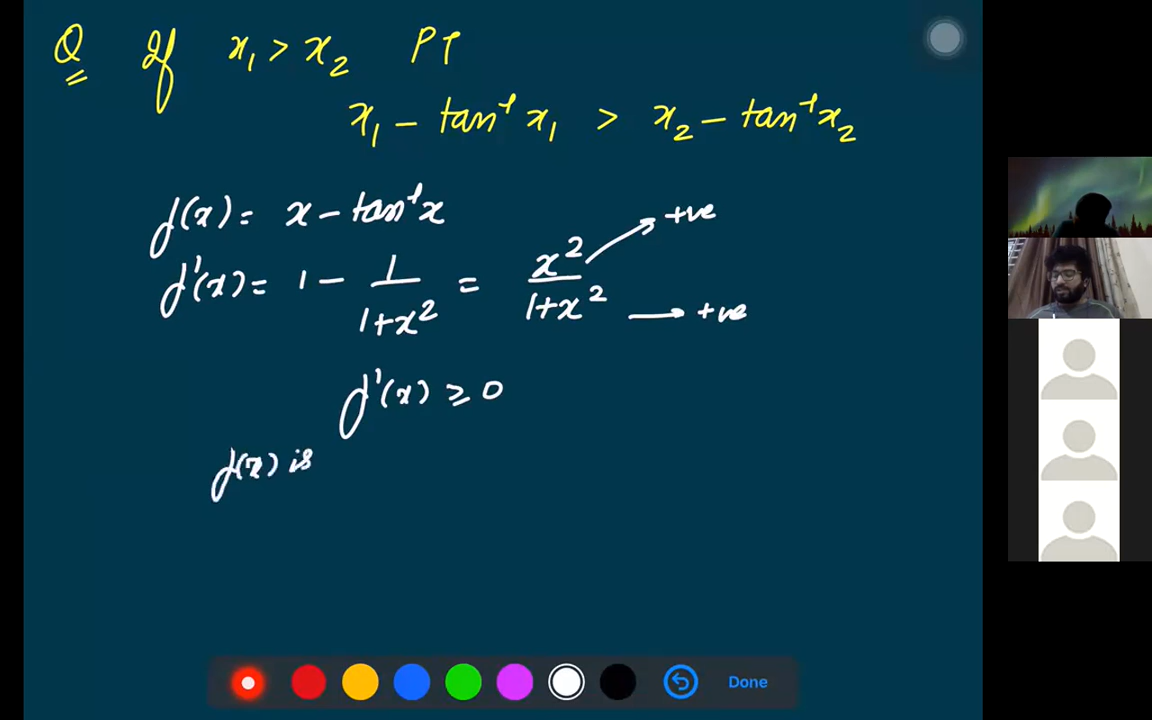 Q If x₁ > x₂ PT
x₁ – tan⁻¹x₁ > x₂ – tan⁻¹x₂
f(x) = x – tan⁻¹x
f'(x) = 1 – 1/(1+x²) = x²/(1+x²) → +ve → +ve
f'(x) ≥ 0
f(x) is
Done